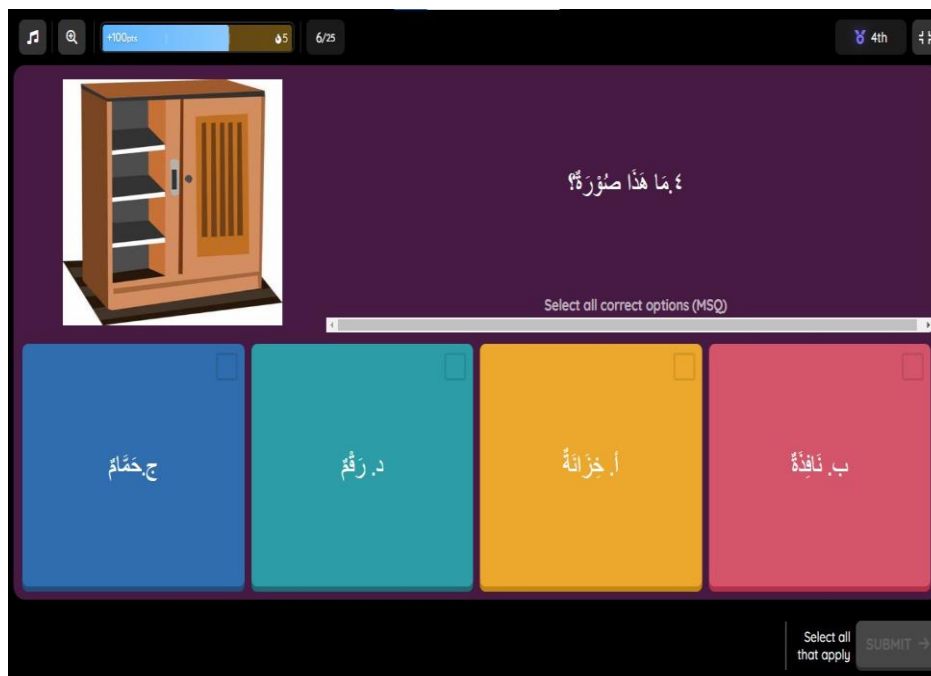 +100pts
5
6/25
4th
٤.مَا هَذَا صُوْرَةٌ؟
Select all correct options (MSQ)
ج.حَمَّامٌ
د. رَقْمٌ
أ. خِزَانَةٌ
ب. نَافِذَةٌ
Select all
that apply
SUBMIT →